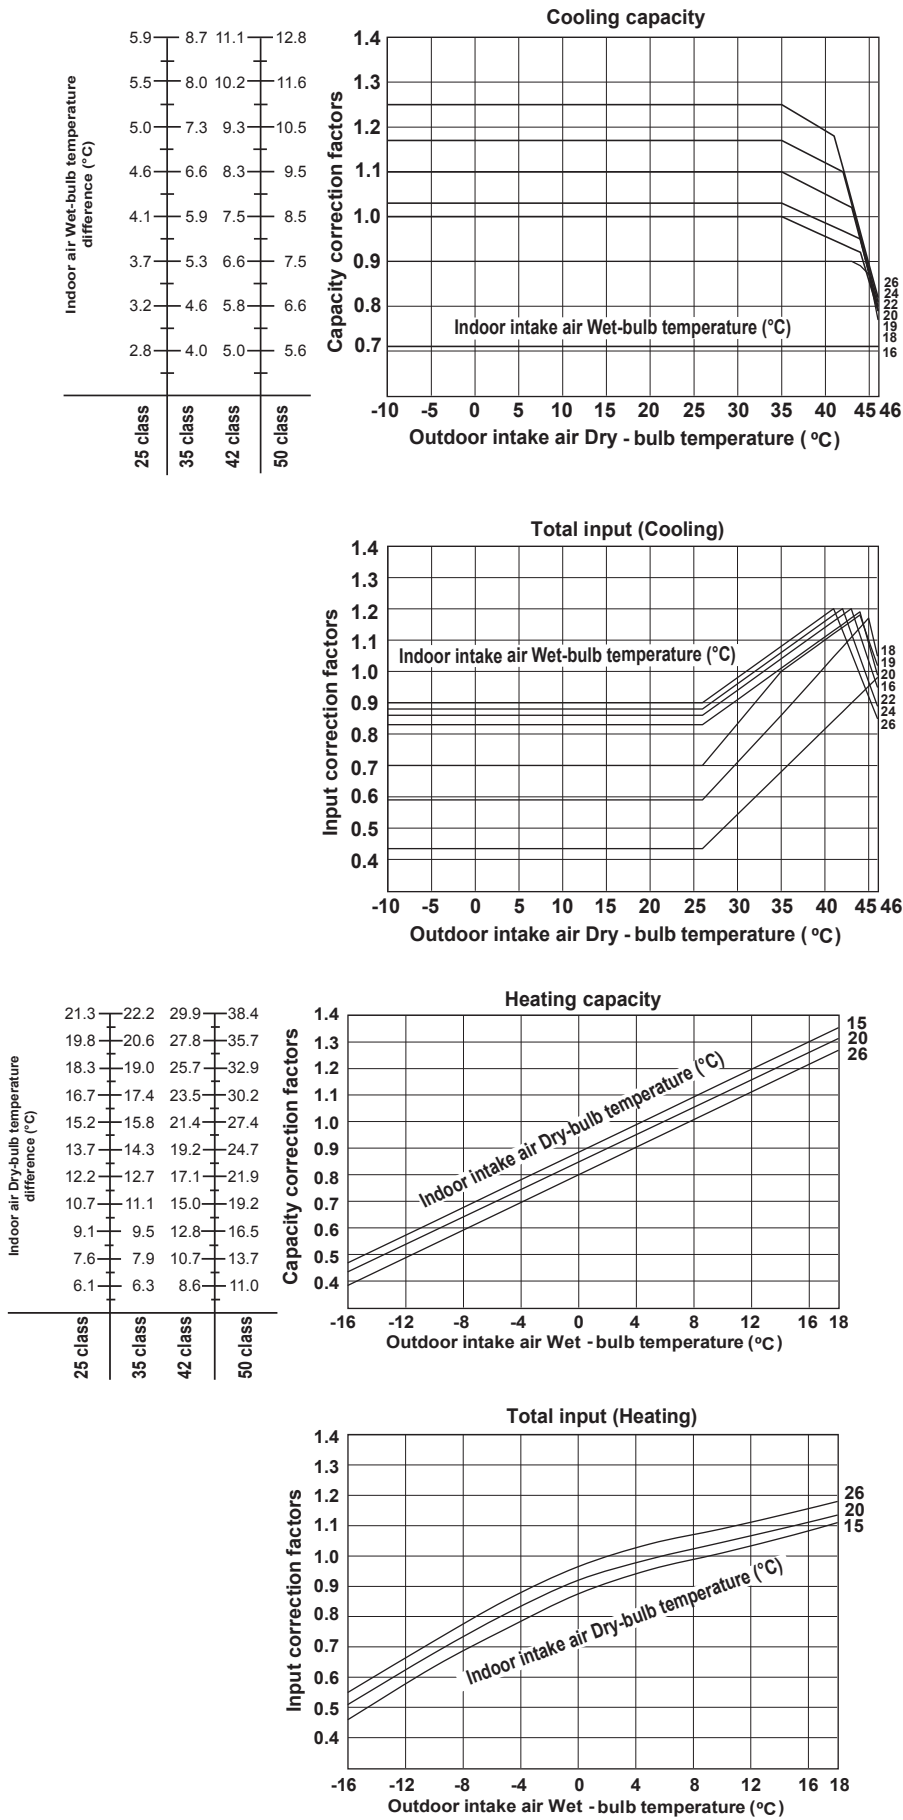 Cooling capacity
Indoor air Wet-bulb temperature
difference (°C)
5.9 8.7 11.1 12.8
5.5 8.0 10.2 11.6
5.0 7.3 9.3 10.5
4.6 6.6 8.3 9.5
4.1 5.9 7.5 8.5
3.7 5.3 6.6 7.5
3.2 4.6 5.8 6.6
2.8 4.0 5.0 5.6
25 class
35 class
42 class
50 class
Capacity correction factors
1.4
1.3
1.2
1.1
1.0
0.9
0.8
0.7
Indoor intake air Wet-bulb temperature (°C)
26
24
22
20
19
18
16
-10 -5 0 5 10 15 20 25 30 35 40 45 46
Outdoor intake air Dry - bulb temperature ( ºC)
Total input (Cooling)
Input correction factors
1.4
1.3
1.2
1.1
1.0
0.9
0.8
0.7
0.6
0.5
0.4
Indoor intake air Wet-bulb temperature (°C)
18
19
20
16
22
24
26
-10 -5 0 5 10 15 20 25 30 35 40 45 46
Outdoor intake air Dry - bulb temperature ( ºC)
Heating capacity
Indoor air Dry-bulb temperature
difference (°C)
21.3 22.2 29.9 38.4
19.8 20.6 27.8 35.7
18.3 19.0 25.7 32.9
16.7 17.4 23.5 30.2
15.2 15.8 21.4 27.4
13.7 14.3 19.2 24.7
12.2 12.7 17.1 21.9
10.7 11.1 15.0 19.2
9.1 9.5 12.8 16.5
7.6 7.9 10.7 13.7
6.1 6.3 8.6 11.0
25 class
35 class
42 class
50 class
Capacity correction factors
1.4
1.3
1.2
1.1
1.0
0.9
0.8
0.7
0.6
0.5
0.4
Indoor intake air Dry-bulb temperature (°C)
15
20
26
-16 -12 -8 -4 0 4 8 12 16 18
Outdoor intake air Wet - bulb temperature (ºC)
Total input (Heating)
Input correction factors
1.4
1.3
1.2
1.1
1.0
0.9
0.8
0.7
0.6
0.5
0.4
Indoor intake air Dry-bulb temperature (°C)
26
20
15
-16 -12 -8 -4 0 4 8 12 16 18
Outdoor intake air Wet - bulb temperature (ºC)